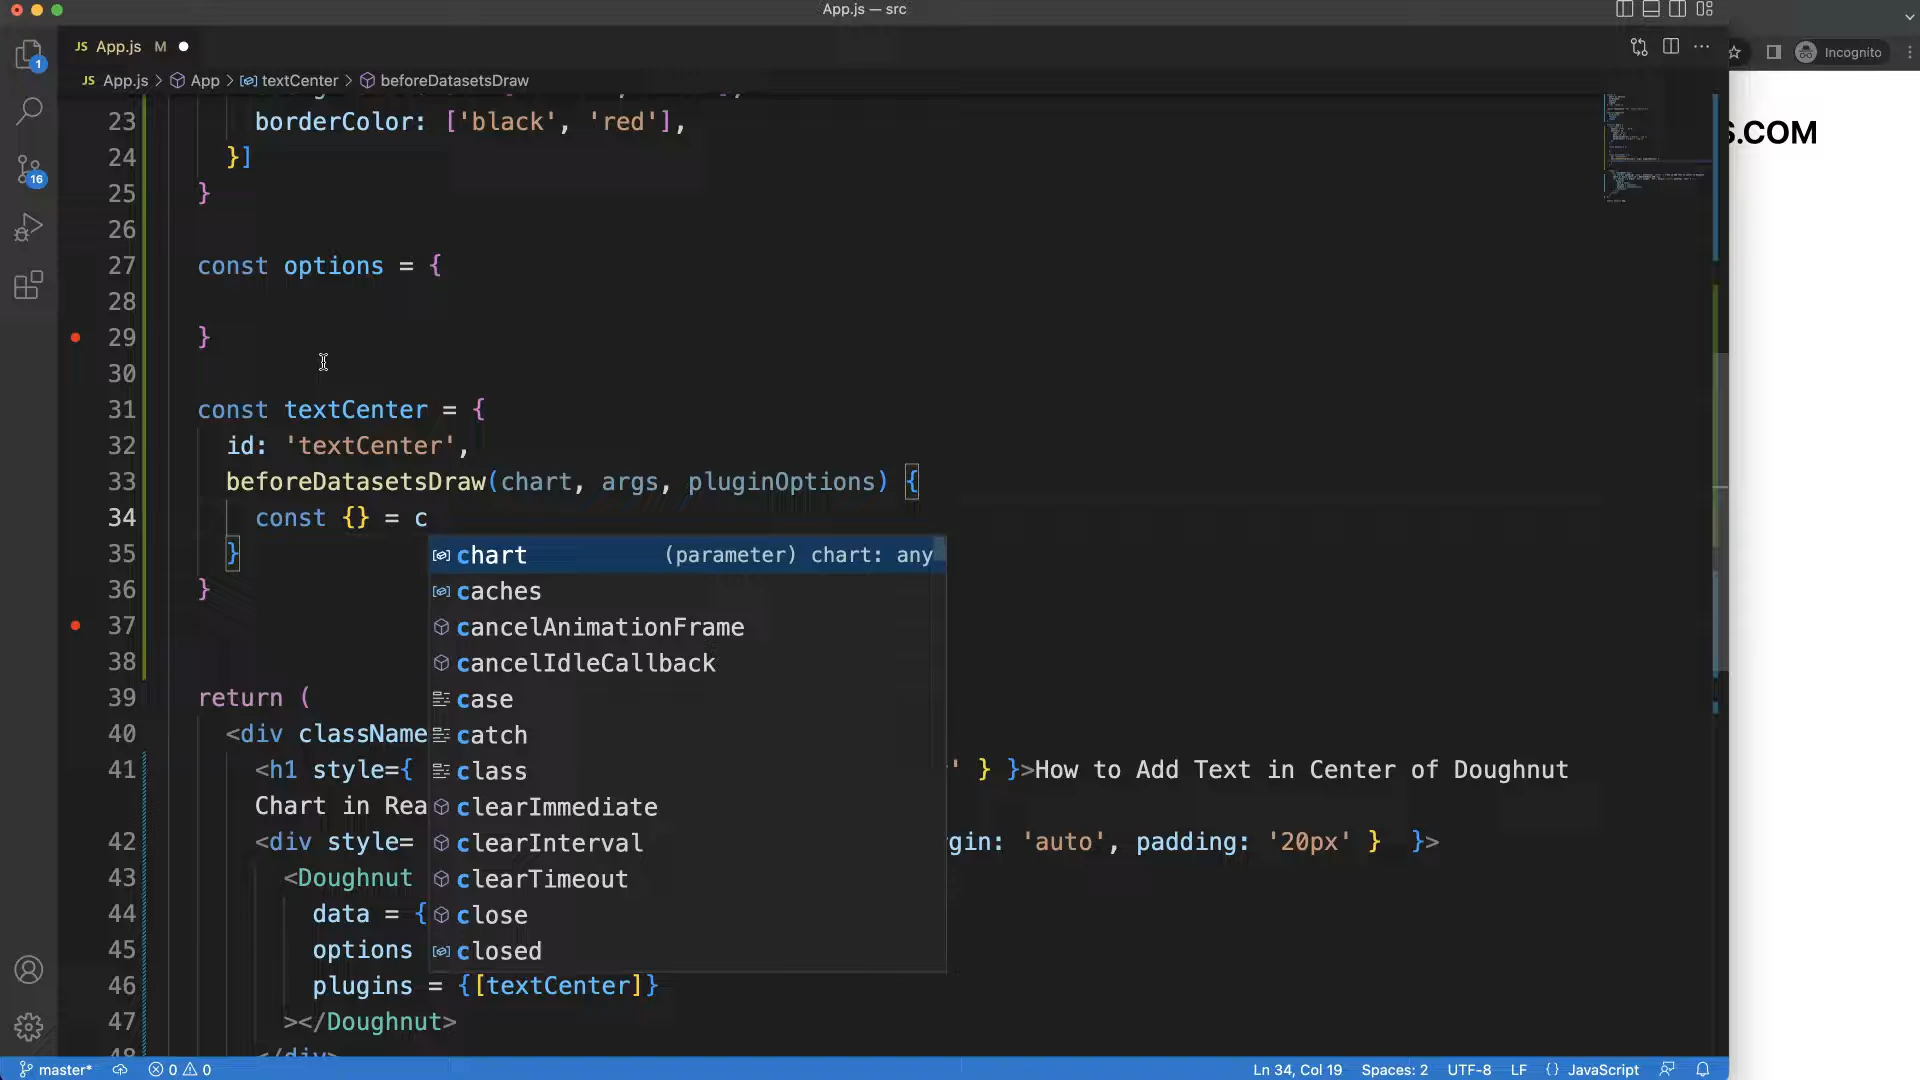 App.js — src
JS App.js M
Incognito
JS App.js > App > textCenter > beforeDatasetsDraw
1
16
S.COM
23 borderColor: ['black', 'red'],
24 }]
25 }
26
27 const options = {
28
29 }
30
31 const textCenter = {
32 id: 'textCenter',
33 beforeDatasetsDraw(chart, args, pluginOptions) {
34 const {} = c
35 }
36 }
37
38
39 return (
40 <div className
41 <h1 style={ ' } }>How to Add Text in Center of Doughnut
Chart in Rea
42 <div style= gin: 'auto', padding: '20px' } }>
43 <Doughnut
44 data = {
45 options
46 plugins = {[textCenter]}
47 ></Doughnut>
48 </div>
chart (parameter) chart: any
caches
cancelAnimationFrame
cancelIdleCallback
case
catch
class
clearImmediate
clearInterval
clearTimeout
close
closed
master* 0 0 Ln 34, Col 19 Spaces: 2 UTF-8 LF {} JavaScript